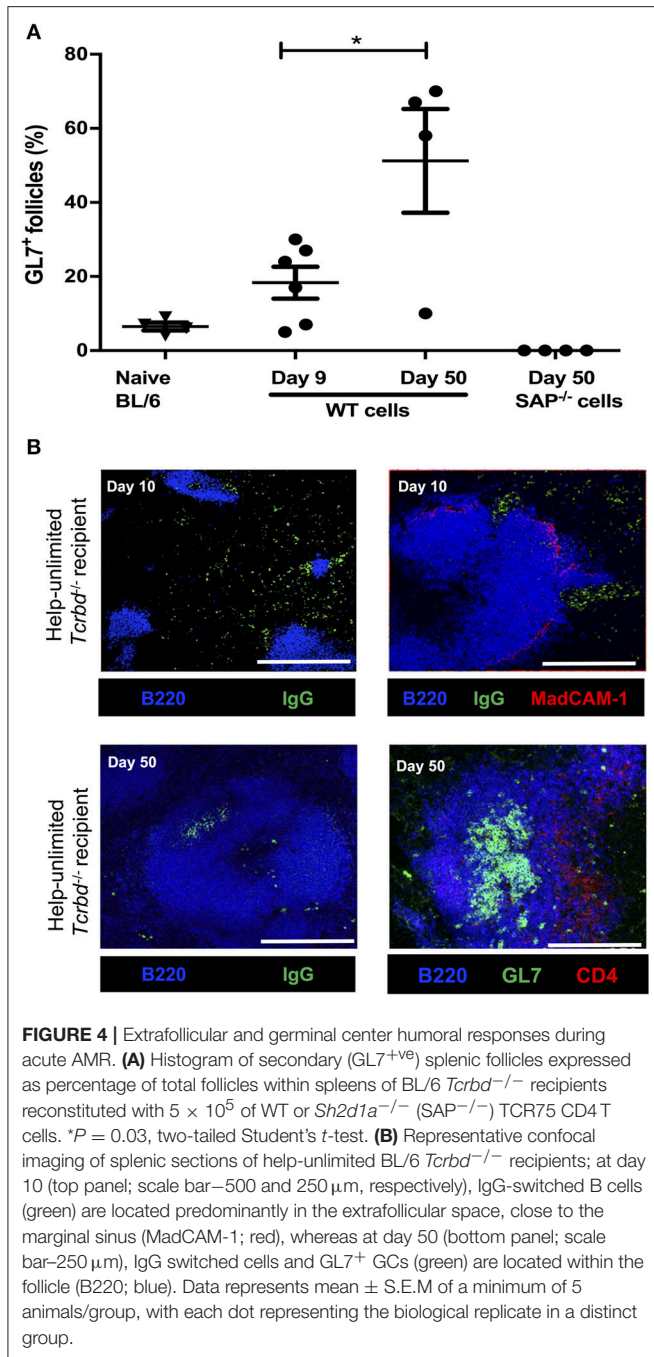 A
*
80
60
40
20
0
GL7+ follicles (%)
Naive BL/6
Day 9
Day 50
WT cells
Day 50
SAP-/- cells
B
Help-unlimited
Tcrbd-/- recipient
Day 10
B220 IgG
Day 10
B220 IgG MadCAM-1
Help-unlimited
Tcrbd-/- recipient
Day 50
B220 IgG
Day 50
B220 GL7 CD4
FIGURE 4 | Extrafollicular and germinal center humoral responses during
acute AMR. (A) Histogram of secondary (GL7+ve) splenic follicles expressed
as percentage of total follicles within spleens of BL/6 Tcrbd−/− recipients
reconstituted with 5 × 10⁵ of WT or Sh2d1a−/− (SAP−/−) TCR75 CD4 T
cells. *P = 0.03, two-tailed Student's t-test. (B) Representative confocal
imaging of splenic sections of help-unlimited BL/6 Tcrbd−/− recipients; at day
10 (top panel; scale bar—500 and 250 μm, respectively), IgG-switched B cells
(green) are located predominantly in the extrafollicular space, close to the
marginal sinus (MadCAM-1; red), whereas at day 50 (bottom panel; scale
bar–250 μm), IgG switched cells and GL7+ GCs (green) are located within the
follicle (B220; blue). Data represents mean ± S.E.M of a minimum of 5
animals/group, with each dot representing the biological replicate in a distinct
group.